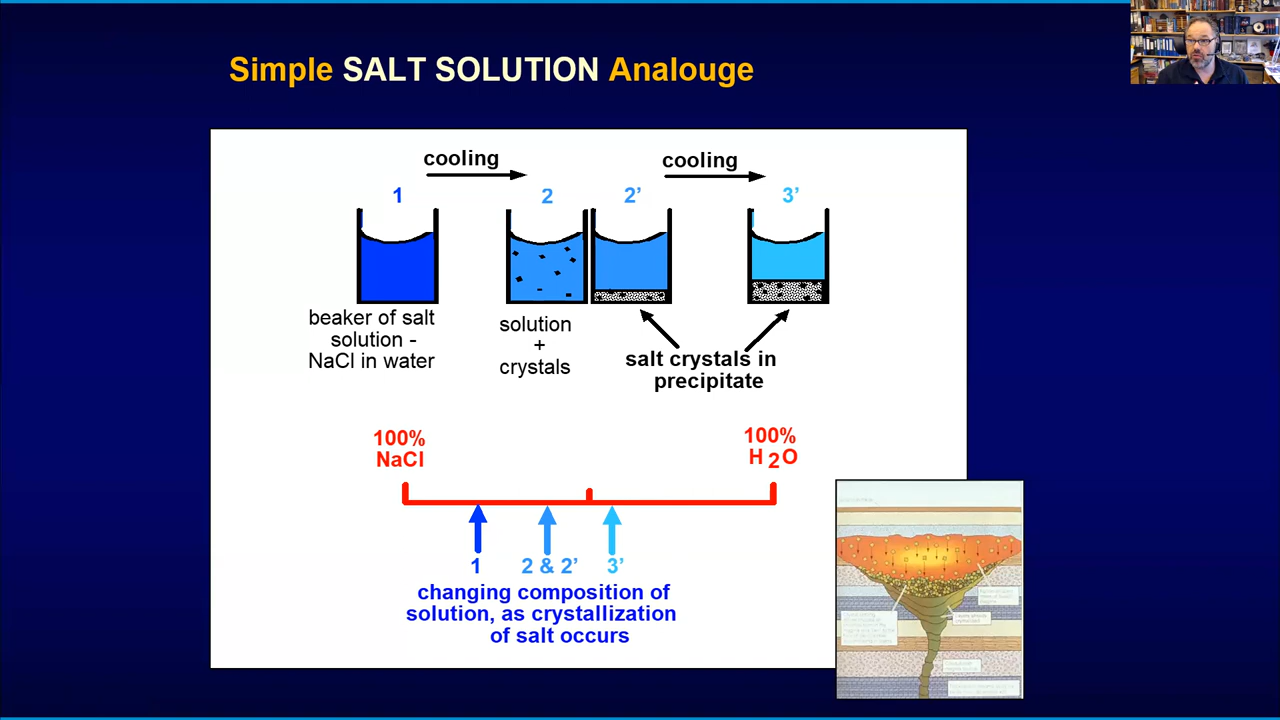 Simple SALT SOLUTION Analouge
cooling
cooling
1
2
2’
3’
beaker of salt
solution -
NaCl in water
solution
+
crystals
salt crystals in
precipitate
100%
NaCl
100%
H2O
1
2 & 2’
3’
changing composition of
solution, as crystallization
of salt occurs